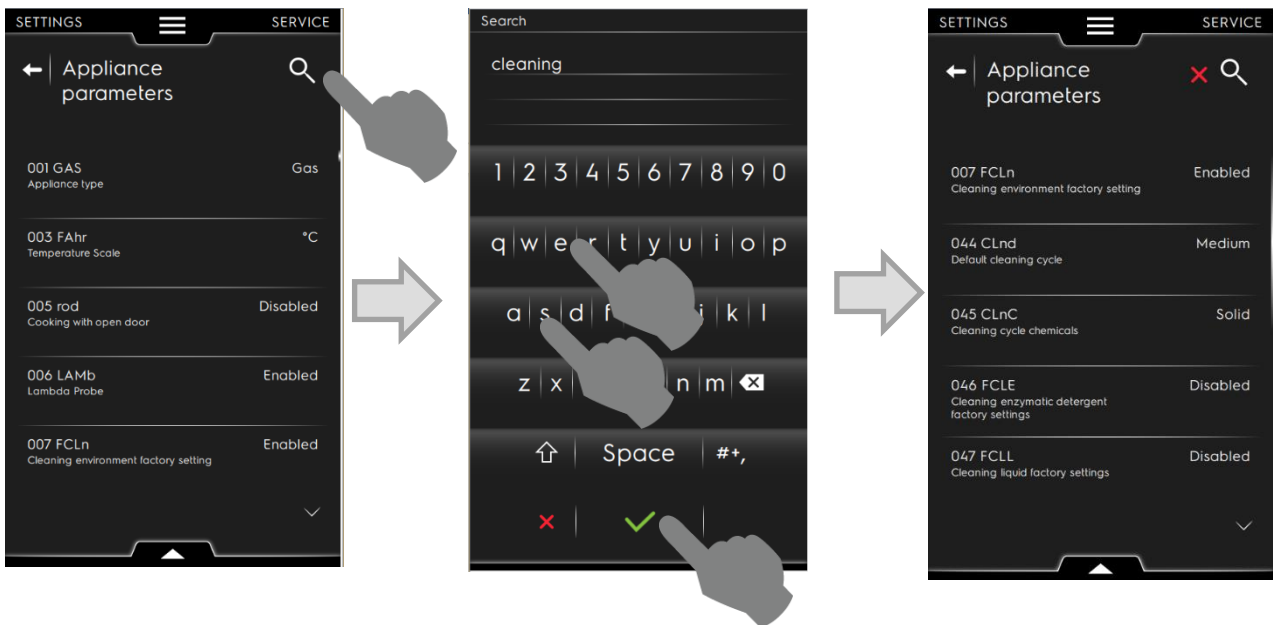 SETTINGS SERVICE
Appliance
parameters
001 GAS Gas
Appliance type
003 FAhr °C
Temperature Scale
005 rod Disabled
Cooking with open door
006 LAMb Enabled
Lambda Probe
007 FCLn Enabled
Cleaning environment factory setting
Search
cleaning
1 2 3 4 5 6 7 8 9 0
q w e r t y u i o p
a s d f j k l
z x n m
Space #+,
SETTINGS SERVICE
Appliance
parameters
007 FCLn Enabled
Cleaning environment factory setting
044 CLnd Medium
Default cleaning cycle
045 CLnC Solid
Cleaning cycle chemicals
046 FCLE Disabled
Cleaning enzymatic detergent
factory settings
047 FCLL Disabled
Cleaning liquid factory settings